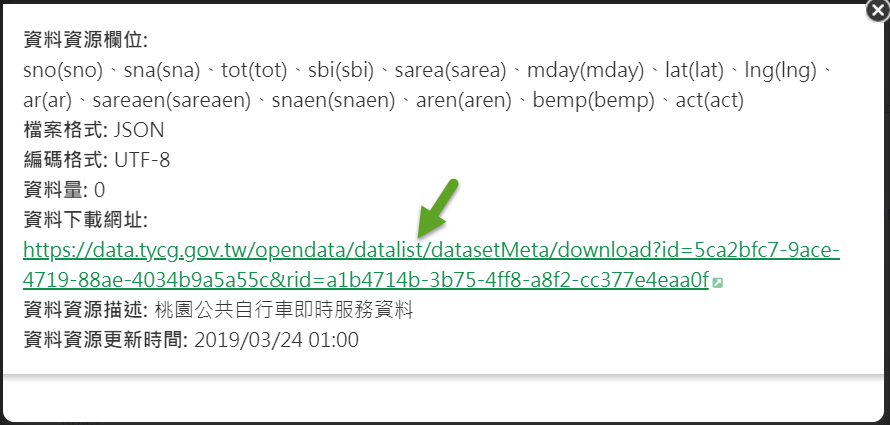 資料資源欄位:
sno(sno)、sna(sna)、tot(tot)、sbi(sbi)、sarea(sarea)、mday(mday)、lat(lat)、lng(lng)、
ar(ar)、sareaen(sareaen)、snaen(snaen)、aren(aren)、bemp(bemp)、act(act)
檔案格式: JSON
編碼格式: UTF-8
資料量: 0
資料下載網址:
https://data.tycg.gov.tw/opendata/datalist/datasetMeta/download?id=5ca2bfc7-9ace-
4719-88ae-4034b9a5a55c&rid=a1b4714b-3b75-4ff8-a8f2-cc377e4eaa0f
資料資源描述: 桃園公共自行車即時服務資料
資料資源更新時間: 2019/03/24 01:00